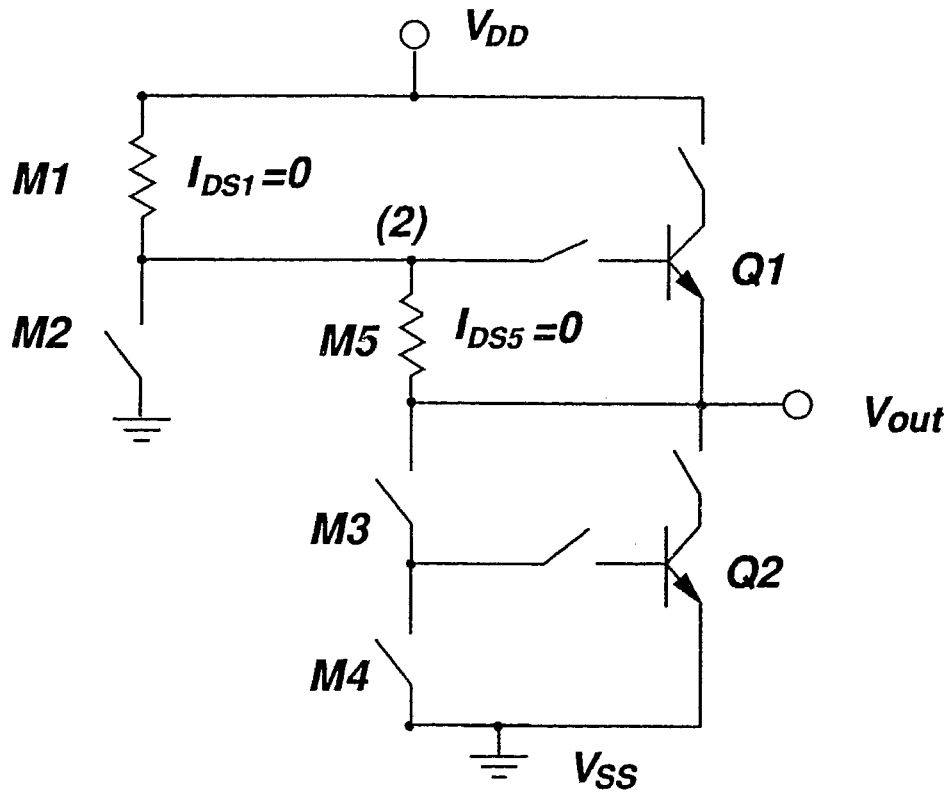 V_DD
M1
I_DS1 =0
(2)
Q1
M2
M5
I_DS5 =0
V_out
M3
Q2
M4
V_SS